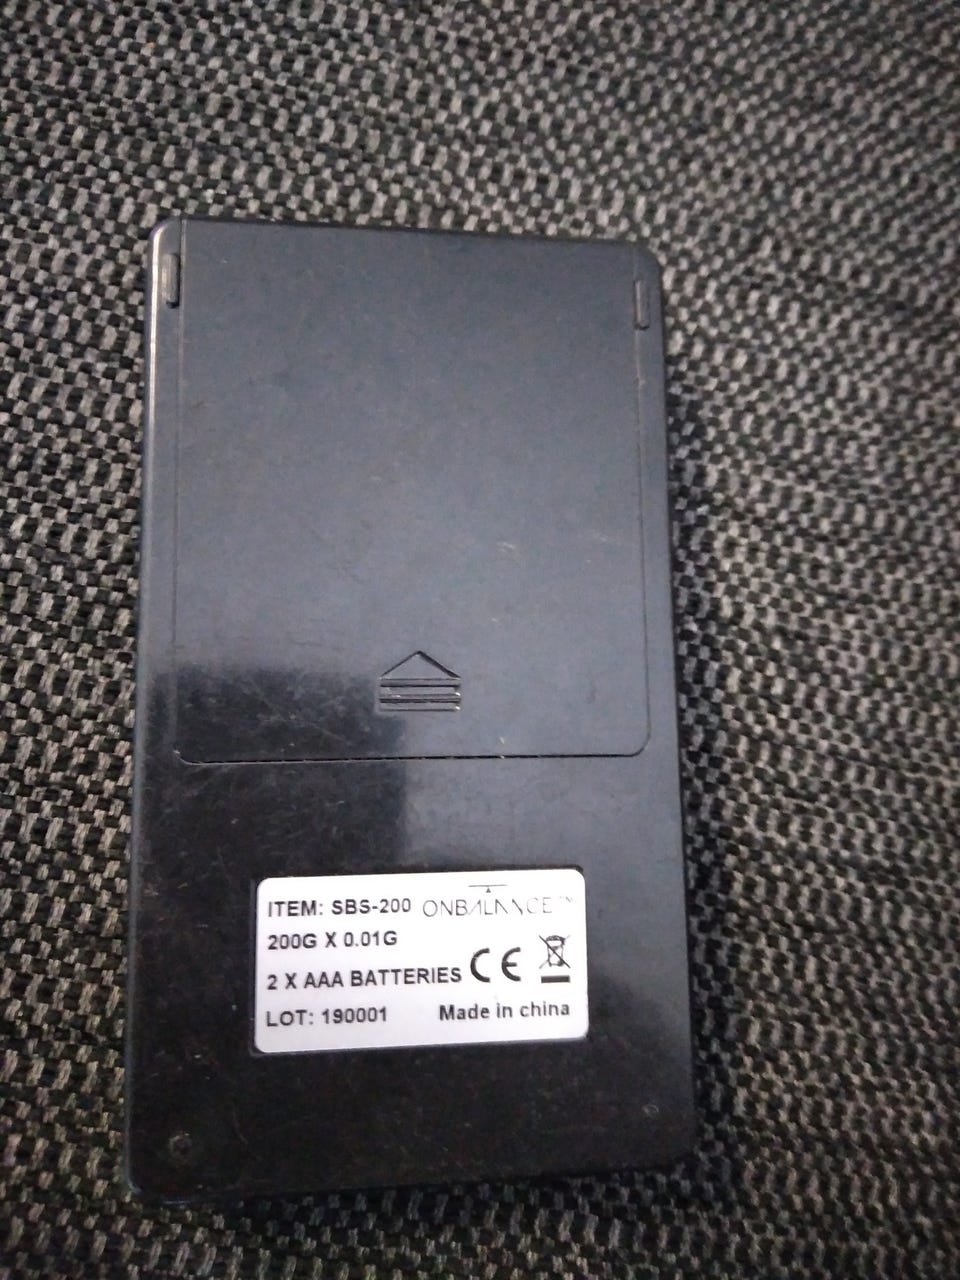 ITEM: SBS-200 ONBALANCE™
200G X 0.01G
2 X AAA BATTERIES CE
LOT: 190001 Made in china